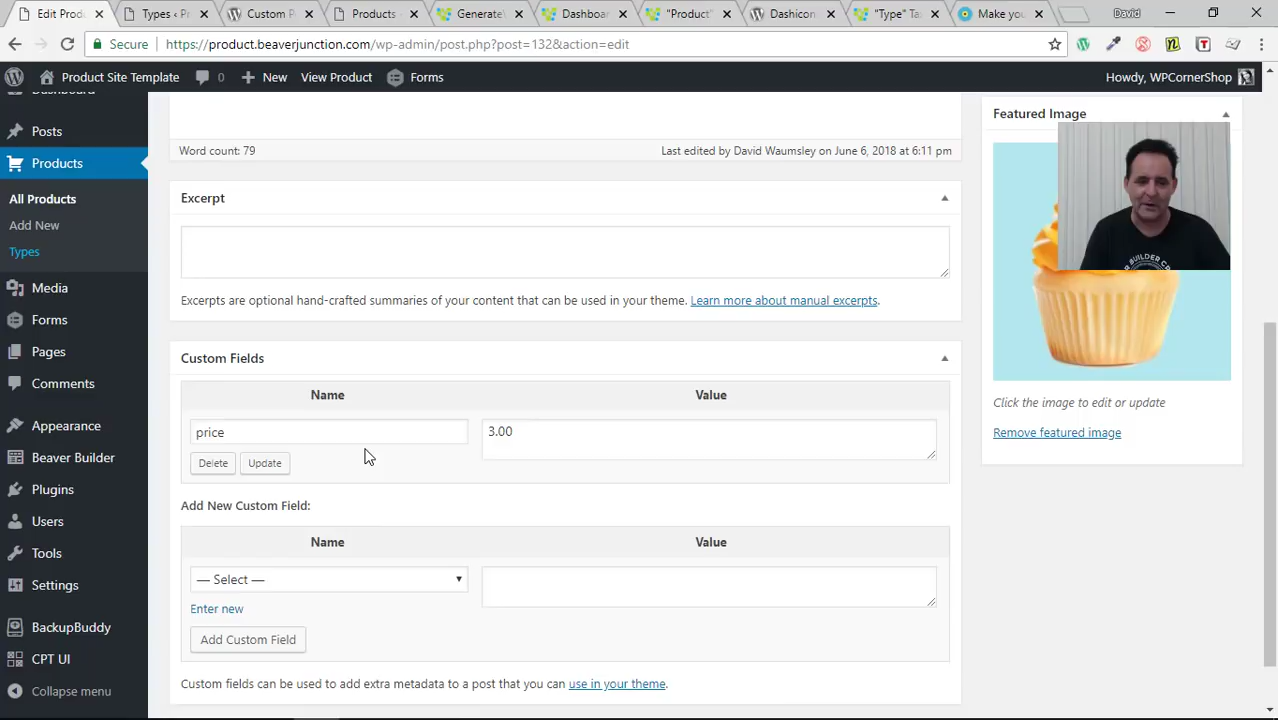 Edit Produ
Types ‹ P
Custom P
Products -
Generate
Dashboar
"Product"
Dashicon
"Type" Ta
Make you
David
Secure
https://product.beaverjunction.com/wp-admin/post.php?post=132&action=edit
Product Site Template
0
New
View Product
Forms
Howdy, WPCornerShop
Dashboard
Posts
Products
All Products
Add New
Types
Media
Forms
Pages
Comments
Appearance
Beaver Builder
Plugins
Users
Tools
Settings
BackupBuddy
CPT UI
Collapse menu
Word count: 79
Last edited by David Waumsley on June 6, 2018 at 6:11 pm
Excerpt
Excerpts are optional hand-crafted summaries of your content that can be used in your theme. Learn more about manual excerpts.
Custom Fields
Name
Value
price
3.00
Delete
Update
Add New Custom Field:
Name
Value
— Select —
Enter new
Add Custom Field
Custom fields can be used to add extra metadata to a post that you can use in your theme.
Featured Image
Click the image to edit or update
Remove featured image